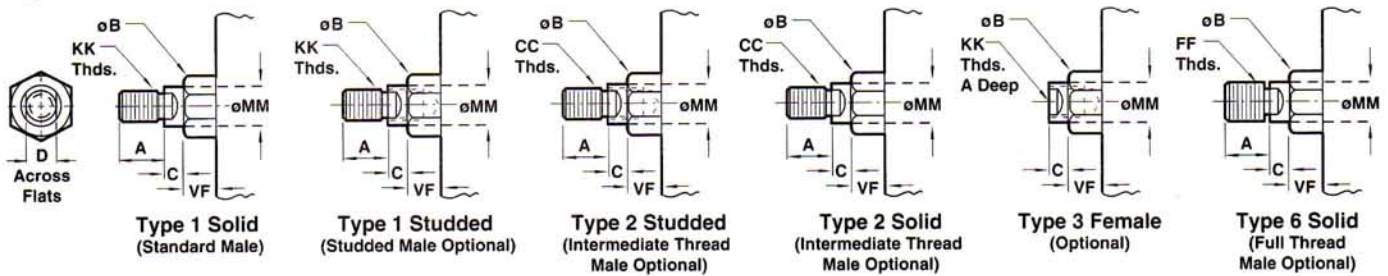 D
Across
Flats
øB
KK
Thds.
øMM
A
C
VF
Type 1 Solid
(Standard Male)
øB
KK
Thds.
øMM
A
C
VF
Type 1 Studded
(Studded Male Optional)
øB
CC
Thds.
øMM
A
C
VF
Type 2 Studded
(Intermediate Thread
Male Optional)
øB
CC
Thds.
øMM
A
C
VF
Type 2 Solid
(Intermediate Thread
Male Optional)
øB
KK
Thds.
A Deep
øMM
C
VF
Type 3 Female
(Optional)
øB
FF
Thds.
øMM
A
C
VF
Type 6 Solid
(Full Thread
Male Optional)